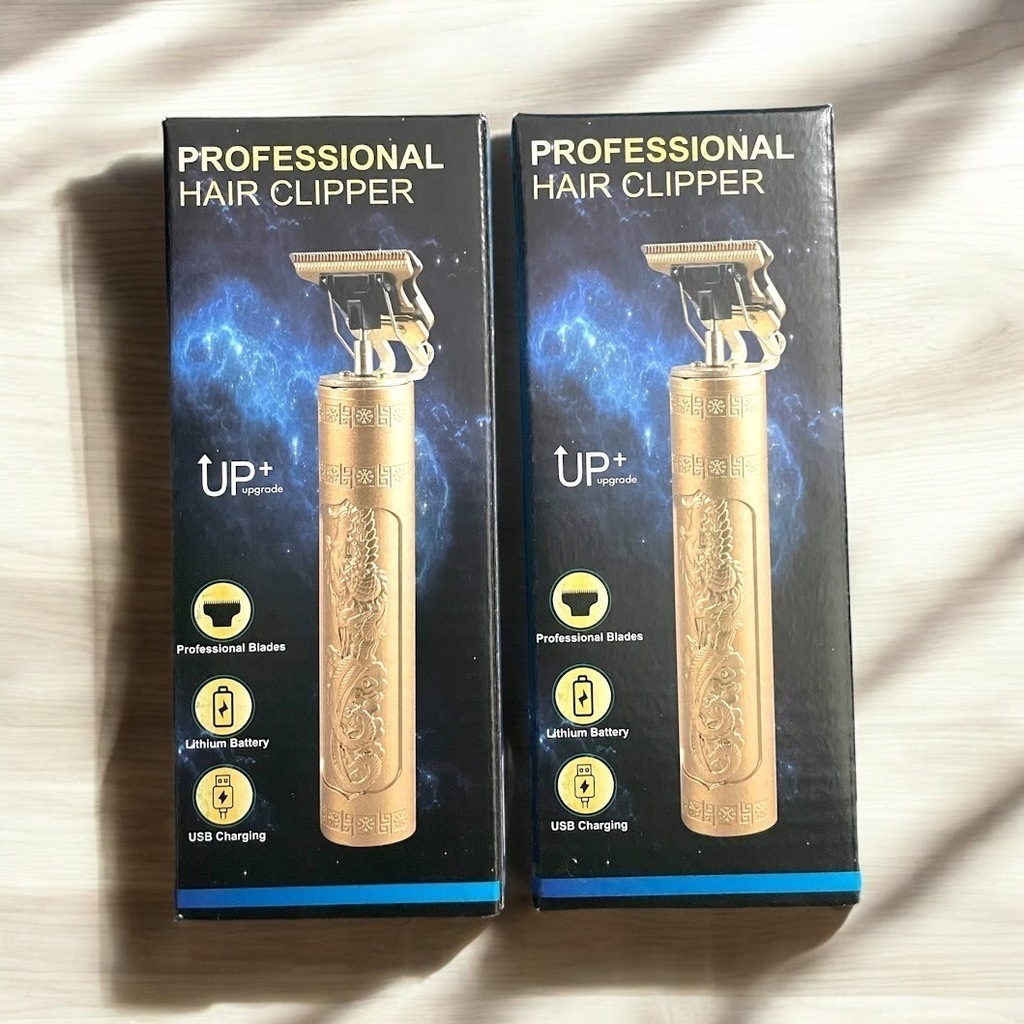 PROFESSIONAL
HAIR CLIPPER
UP+
upgrade
Professional Blades
Lithium Battery
USB Charging
PROFESSIONAL
HAIR CLIPPER
UP+
upgrade
Professional Blades
Lithium Battery
USB Charging